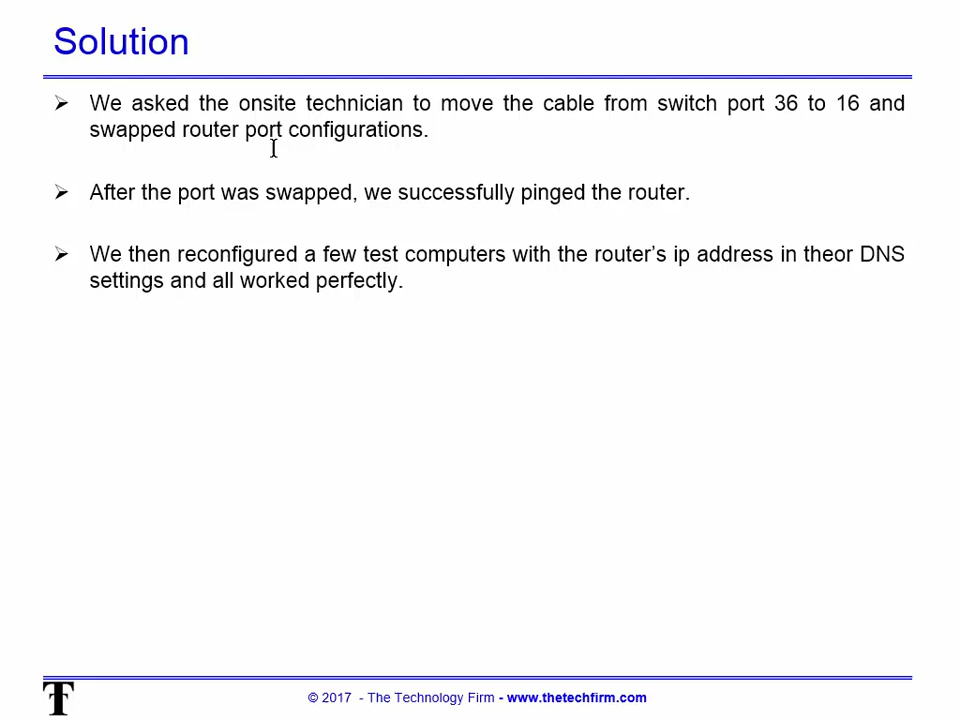 Solution
We asked the onsite technician to move the cable from switch port 36 to 16 and
swapped router port configurations.
After the port was swapped, we successfully pinged the router.
We then reconfigured a few test computers with the router's ip address in theor DNS
settings and all worked perfectly.
© 2017 - The Technology Firm - www.thetechfirm.com